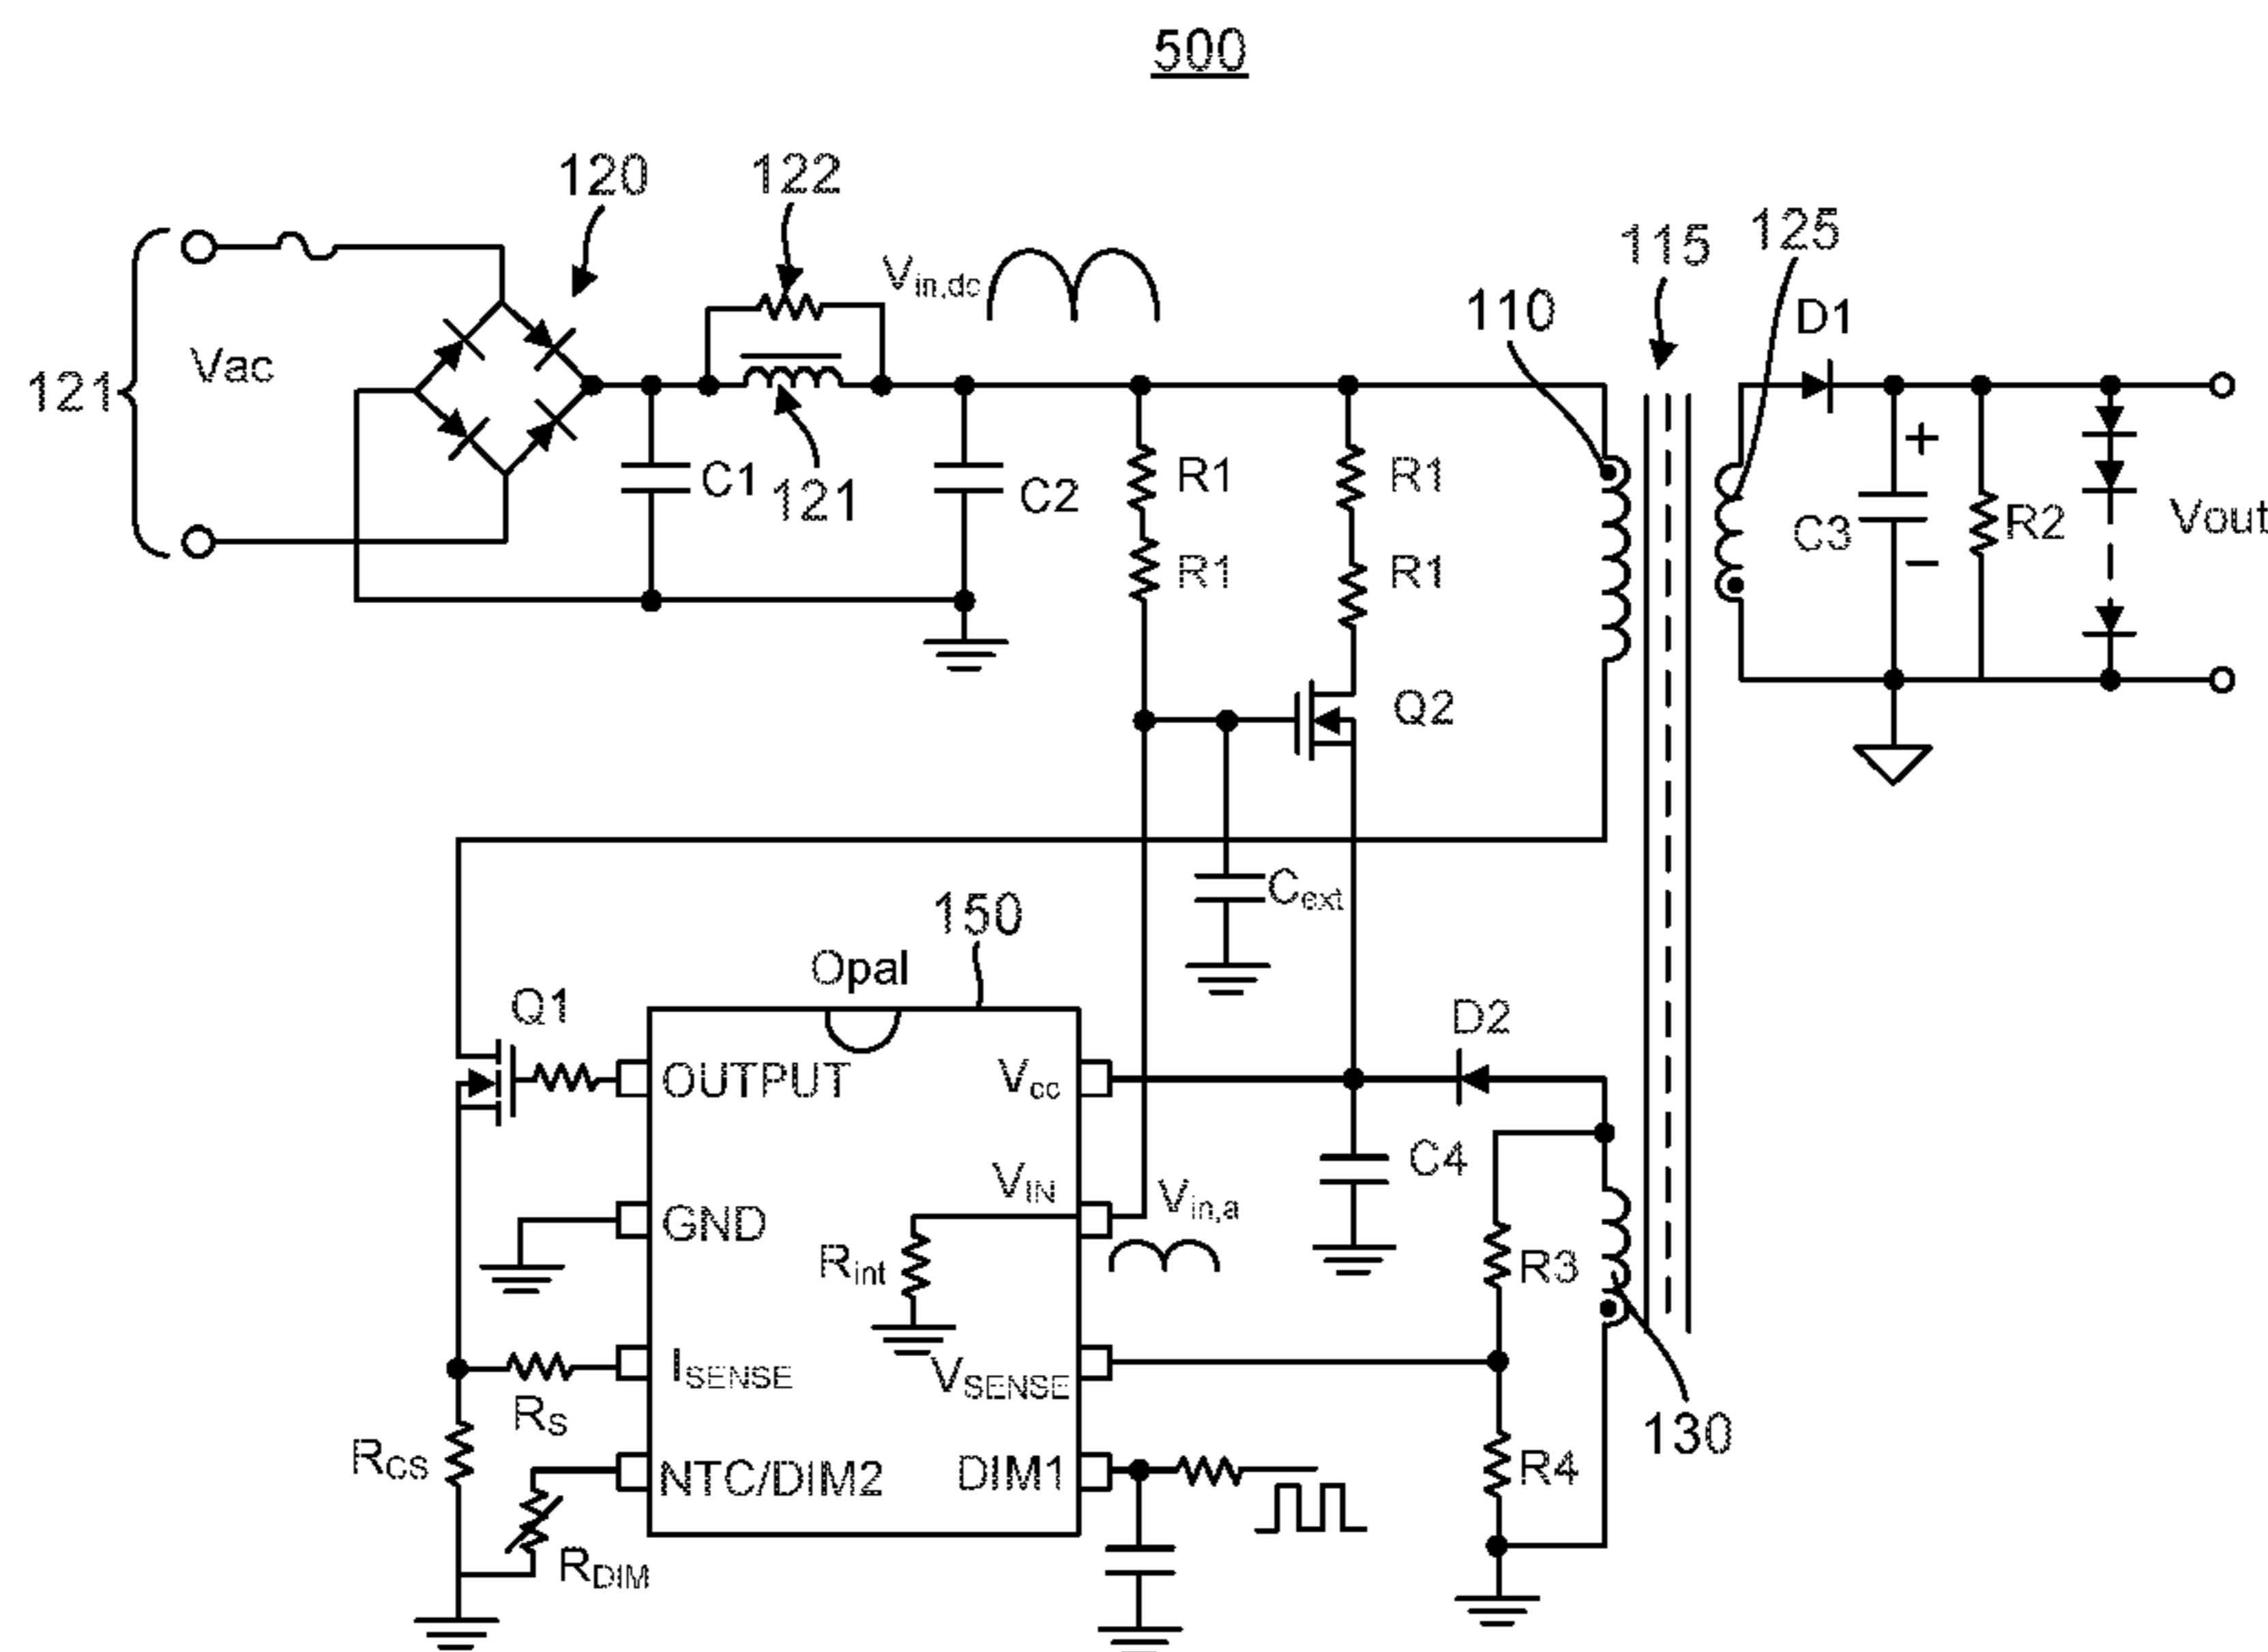 500
120
122
115
125
121
Vac
Vin,dc
110
D1
C1
121
C2
R1
R1
R1
R1
+
C3
−
R2
Vout
Q2
Cext
150
Opal
Q1
D2
OUTPUT
Vcc
C4
VIN
Vin,a
GND
Rint
R3
ISENSE
VSENSE
RS
RCS
130
NTC/DIM2
DIM1
R4
RDIM